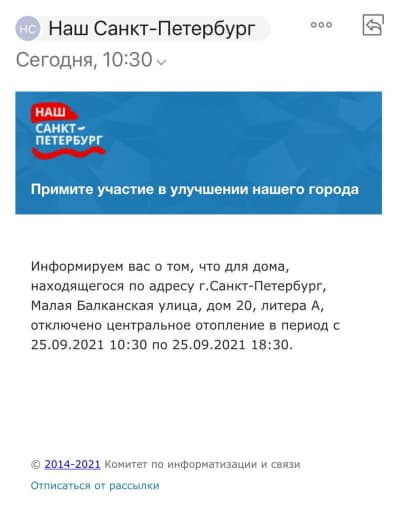 НС Наш Санкт-Петербург
Сегодня, 10:30
НАШ
САНКТ-
ПЕТЕРБУРГ
Примите участие в улучшении нашего города
Информируем вас о том, что для дома,
находящегося по адресу г.Санкт-Петербург,
Малая Балканская улица, дом 20, литера А,
отключено центральное отопление в период с
25.09.2021 10:30 по 25.09.2021 18:30.
© 2014-2021 Комитет по информатизации и связи
Отписаться от рассылки